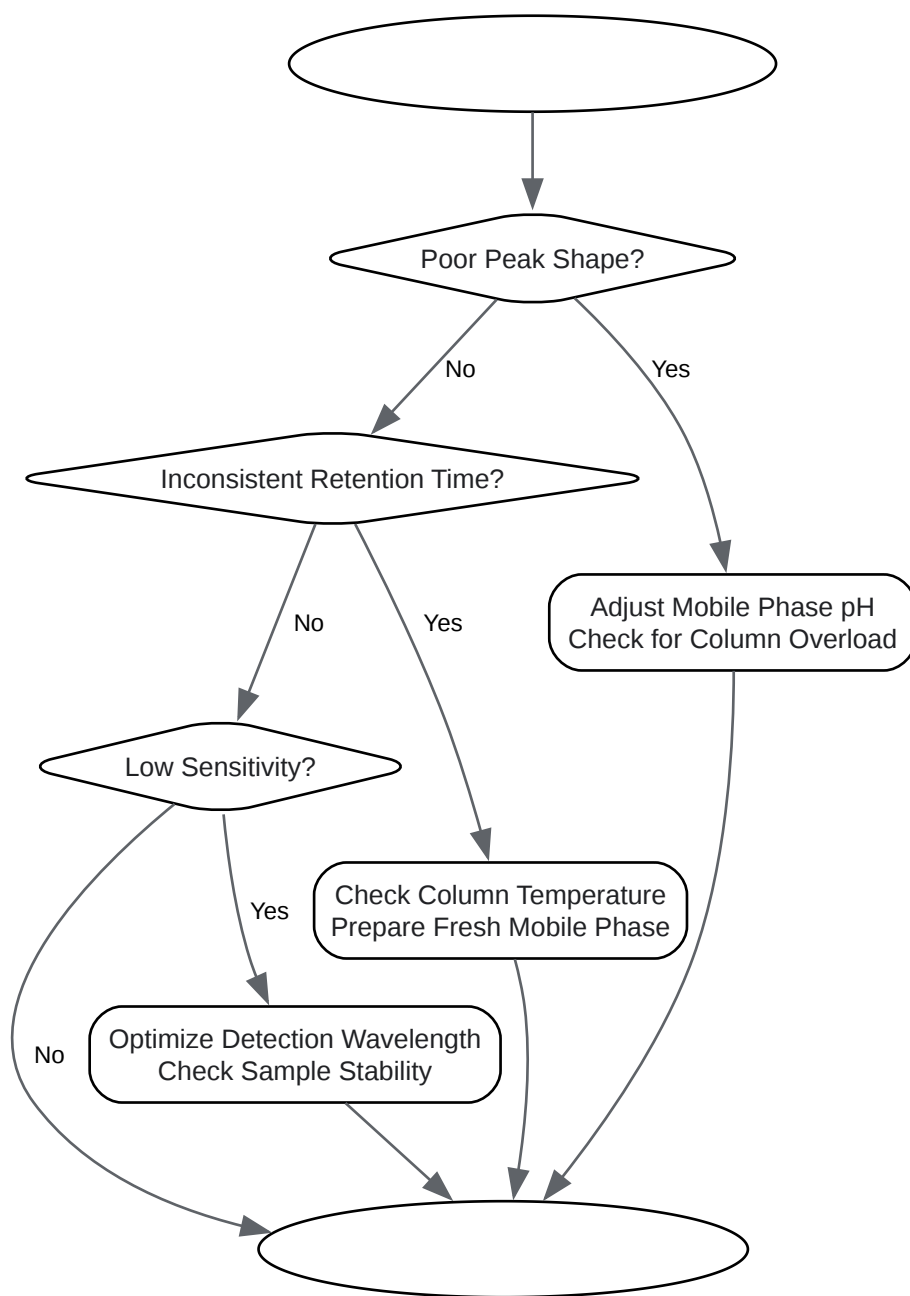 Poor Peak Shape?
No
Yes
Inconsistent Retention Time?
No
Yes
Adjust Mobile Phase pH
Check for Column Overload
Low Sensitivity?
Yes
Check Column Temperature
Prepare Fresh Mobile Phase
No
Optimize Detection Wavelength
Check Sample Stability